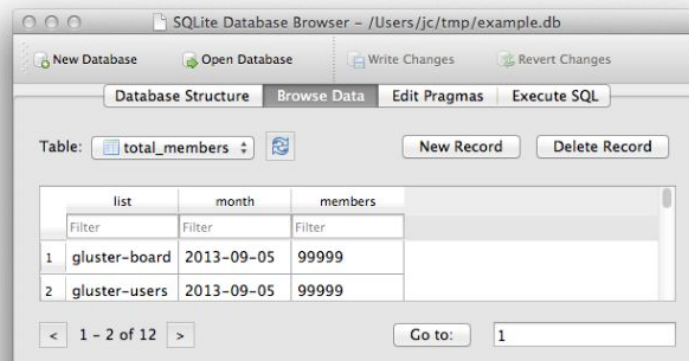 SQLite Database Browser - /Users/jc/tmp/example.db
New Database Open Database Write Changes Revert Changes
Database Structure Browse Data Edit Pragmas Execute SQL
Table: total_members New Record Delete Record
list month members
Filter Filter Filter
1 gluster-board 2013-09-05 99999
2 gluster-users 2013-09-05 99999
< 1 - 2 of 12 > Go to: 1